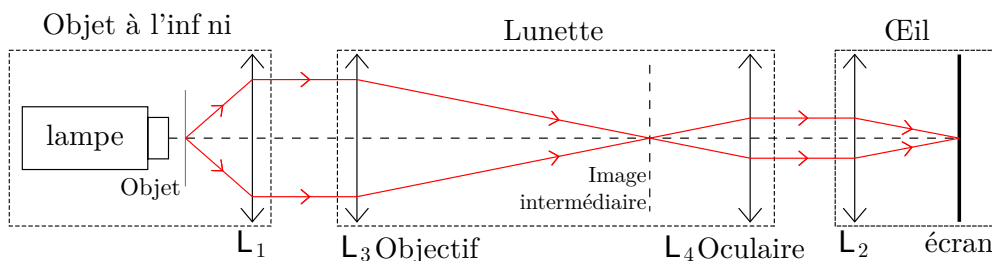 Objet à l'inf ni
Lunette
Œil
lampe
Objet
Image
intermédiaire
L1
L3 Objectif
L4 Oculaire
L2
écran